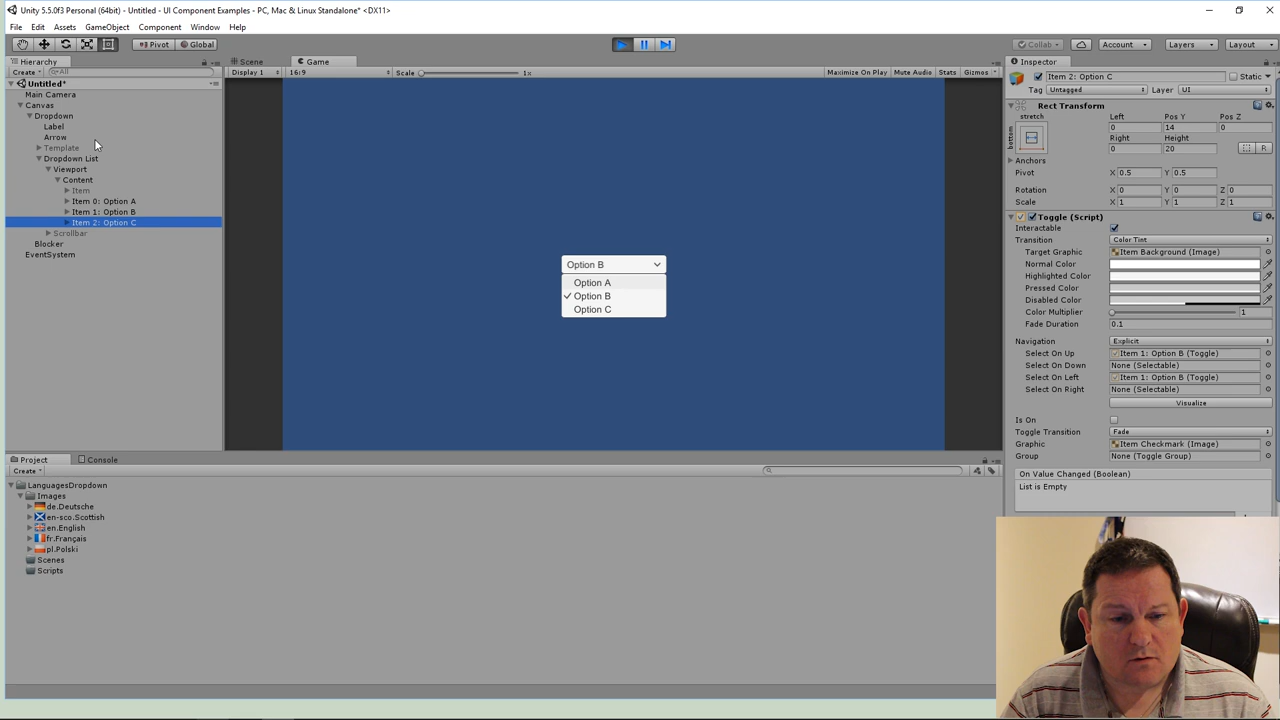 Unity 5.5.0f3 Personal (64bit) - Untitled - UI Component Examples - PC, Mac & Linux Standalone* <DX11>
File Edit Assets GameObject Component Window Help
Pivot Global Collab Account Layers Layout
Hierarchy
Create All
Untitled*
Main Camera
Canvas
Dropdown
Label
Arrow
Template
Dropdown List
Viewport
Content
Item
Item 0: Option A
Item 1: Option B
Item 2: Option C
Scrollbar
Blocker
EventSystem
Scene Game
Display 1 16:9 Scale 1x Maximize On Play Mute Audio Stats Gizmos
Option B
Option A
Option B
Option C
Inspector
Item 2: Option C Static
Tag Untagged Layer UI
Rect Transform
stretch Left Pos Y Pos Z
bottom
0 14 0
Right Height
0 20 R
Anchors
Pivot X 0.5 Y 0.5
Rotation X 0 Y 0 Z 0
Scale X 1 Y 1 Z 1
Toggle (Script)
Interactable
Transition Color Tint
Target Graphic Item Background (Image)
Normal Color
Highlighted Color
Pressed Color
Disabled Color
Color Multiplier 1
Fade Duration 0.1
Navigation Explicit
Select On Up Item 1: Option B (Toggle)
Select On Down None (Selectable)
Select On Left Item 1: Option B (Toggle)
Select On Right None (Selectable)
Visualize
Is On
Toggle Transition Fade
Graphic Item Checkmark (Image)
Group None (Toggle Group)
On Value Changed (Boolean)
List is Empty
Project Console
Create
LanguagesDropdown
Images
de.Deutsche
en-sco.Scottish
en.English
fr.Français
pl.Polski
Scenes
Scripts